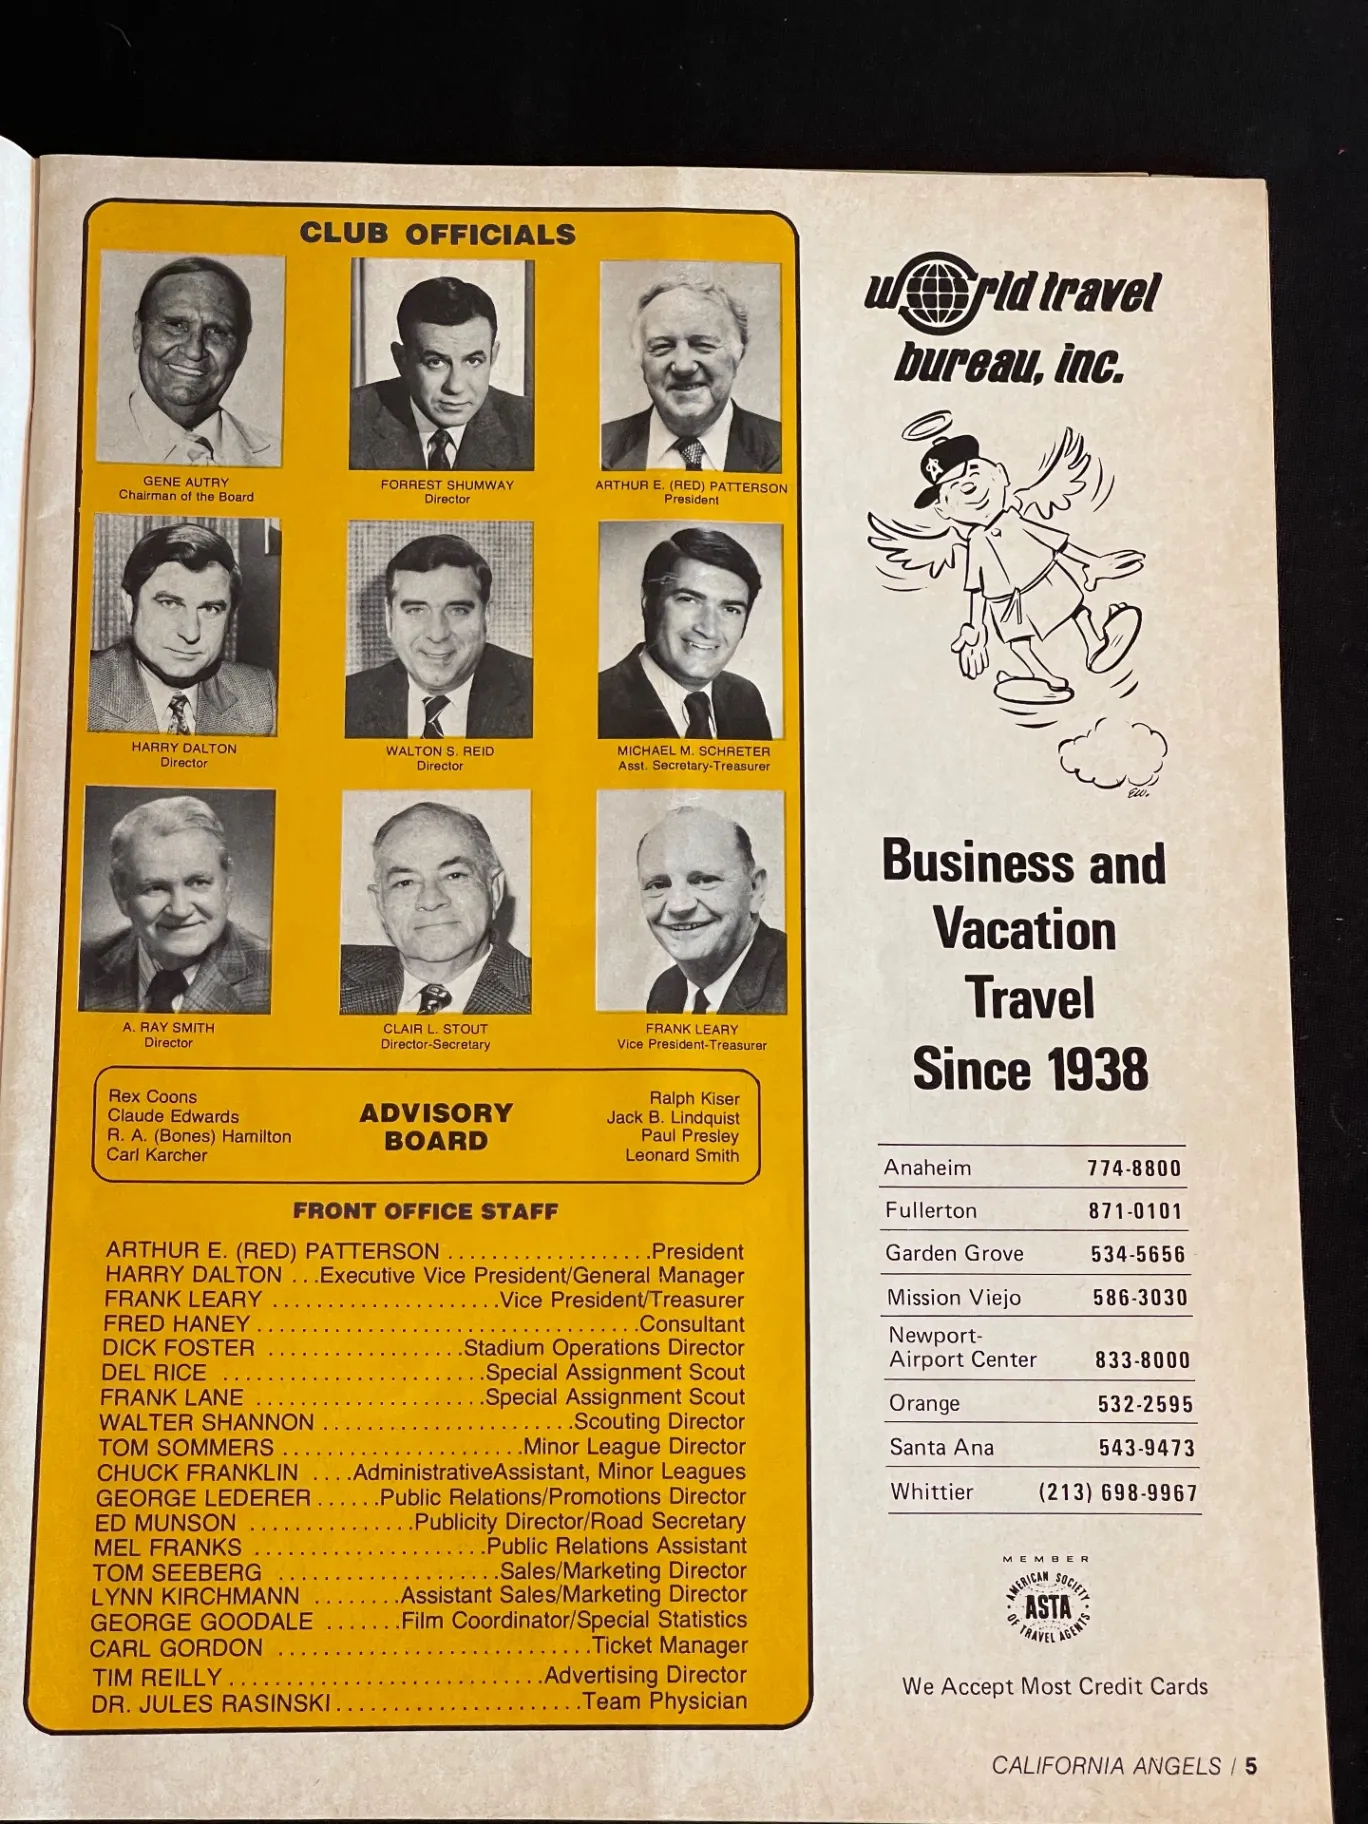 CLUB OFFICIALS
GENE AUTRY
Chairman of the Board
FORREST SHUMWAY
Director
ARTHUR E. (RED) PATTERSON
President
HARRY DALTON
Director
WALTON S. REID
Director
MICHAEL M. SCHRETER
Asst. Secretary-Treasurer
A. RAY SMITH
Director
CLAIR L. STOUT
Director-Secretary
FRANK LEARY
Vice President-Treasurer
Rex Coons
Claude Edwards
R. A. (Bones) Hamilton
Carl Karcher
ADVISORY
BOARD
Ralph Kiser
Jack B. Lindquist
Paul Presley
Leonard Smith
FRONT OFFICE STAFF
ARTHUR E. (RED) PATTERSON ....................President
HARRY DALTON ...Executive Vice President/General Manager
FRANK LEARY ......................Vice President/Treasurer
FRED HANEY ....................................Consultant
DICK FOSTER ...................Stadium Operations Director
DEL RICE .........................Special Assignment Scout
FRANK LANE ......................Special Assignment Scout
WALTER SHANNON ........................Scouting Director
TOM SOMMERS .......................Minor League Director
CHUCK FRANKLIN ....AdministrativeAssistant, Minor Leagues
GEORGE LEDERER ......Public Relations/Promotions Director
ED MUNSON ................Publicity Director/Road Secretary
MEL FRANKS ......................Public Relations Assistant
TOM SEEBERG .....................Sales/Marketing Director
LYNN KIRCHMANN ........Assistant Sales/Marketing Director
GEORGE GOODALE .......Film Coordinator/Special Statistics
CARL GORDON ..............................Ticket Manager
TIM REILLY ..............................Advertising Director
DR. JULES RASINSKI .......................Team Physician
world travel
bureau, inc.
A
EW.
Business and
Vacation
Travel
Since 1938
Anaheim 774-8800
Fullerton 871-0101
Garden Grove 534-5656
Mission Viejo 586-3030
Newport-
Airport Center 833-8000
Orange 532-2595
Santa Ana 543-9473
Whittier (213) 698-9967
MEMBER
AMERICAN SOCIETY
ASTA
OF TRAVEL AGENTS
We Accept Most Credit Cards
CALIFORNIA ANGELS / 5